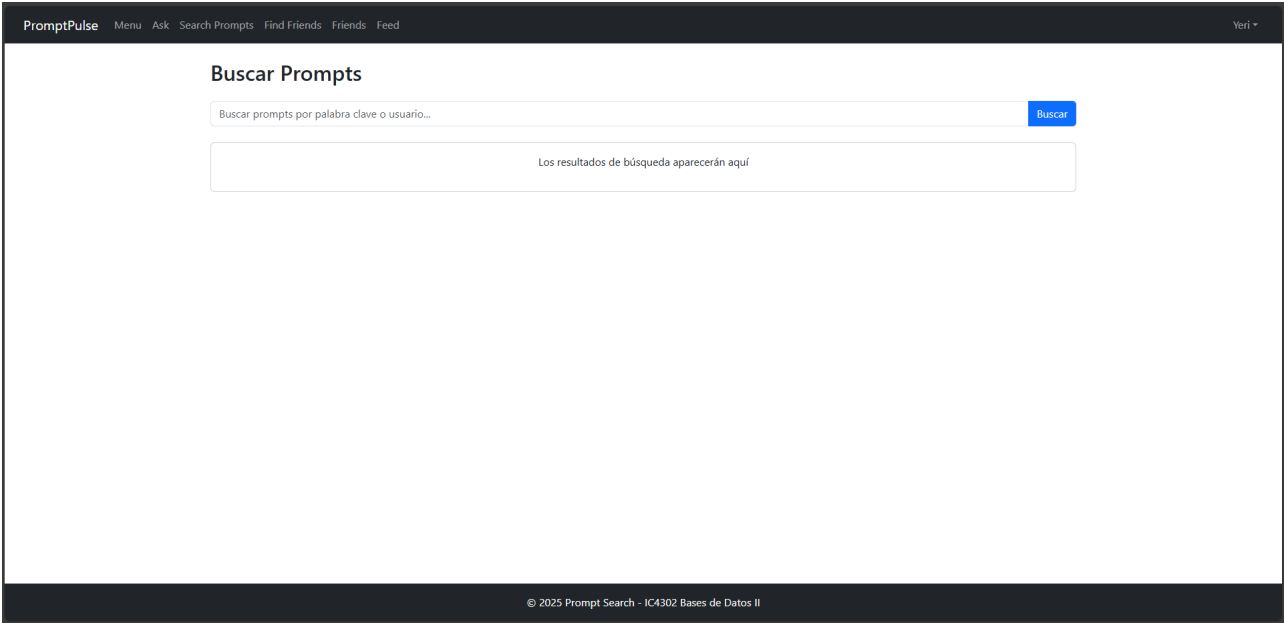 PromptPulse Menu Ask Search Prompts Find Friends Friends Feed Yeri
Buscar Prompts
Buscar prompts por palabra clave o usuario... Buscar
Los resultados de búsqueda aparecerán aquí
© 2025 Prompt Search - IC4302 Bases de Datos II